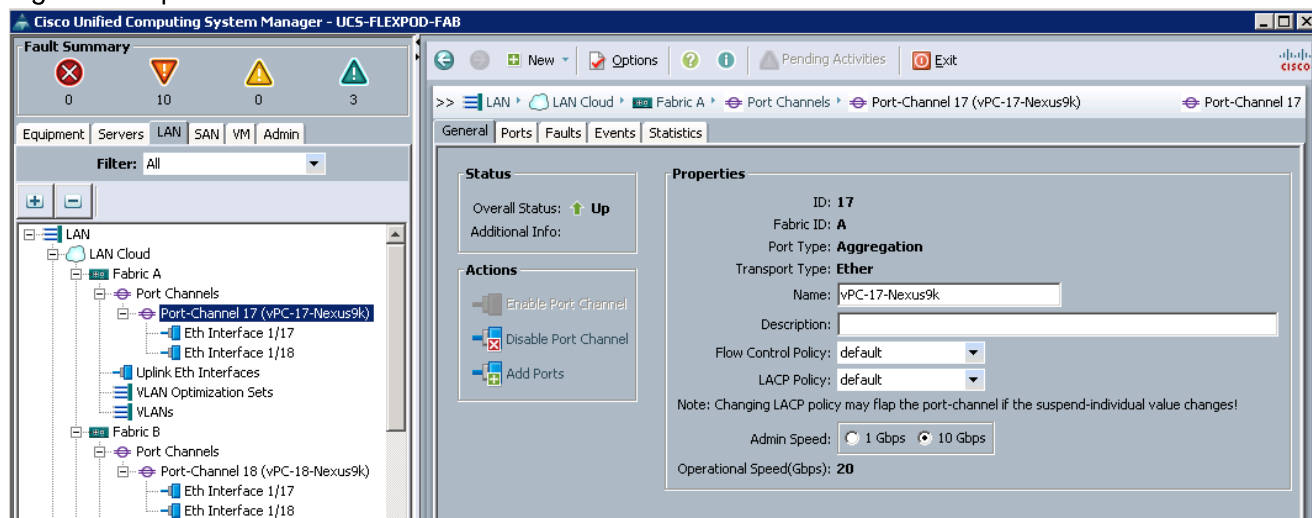 Cisco Unified Computing System Manager - UCS-FLEXPOD-FAB
Fault Summary
0 10 0 3
New Options Pending Activities Exit
cisco
>> LAN LAN Cloud Fabric A Port Channels Port-Channel 17 (vPC-17-Nexus9k) Port-Channel 17
Equipment Servers LAN SAN VM Admin
Filter: All
LAN
LAN Cloud
Fabric A
Port Channels
Port-Channel 17 (vPC-17-Nexus9k)
Eth Interface 1/17
Eth Interface 1/18
Uplink Eth Interfaces
VLAN Optimization Sets
VLANs
Fabric B
Port Channels
Port-Channel 18 (vPC-18-Nexus9k)
Eth Interface 1/17
Eth Interface 1/18
General Ports Faults Events Statistics
Status
Overall Status: Up
Additional Info:
Actions
Enable Port Channel
Disable Port Channel
Add Ports
Properties
ID: 17
Fabric ID: A
Port Type: Aggregation
Transport Type: Ether
Name: vPC-17-Nexus9k
Description:
Flow Control Policy: default
LACP Policy: default
Note: Changing LACP policy may flap the port-channel if the suspend-individual value changes!
Admin Speed: 1 Gbps 10 Gbps
Operational Speed(Gbps): 20